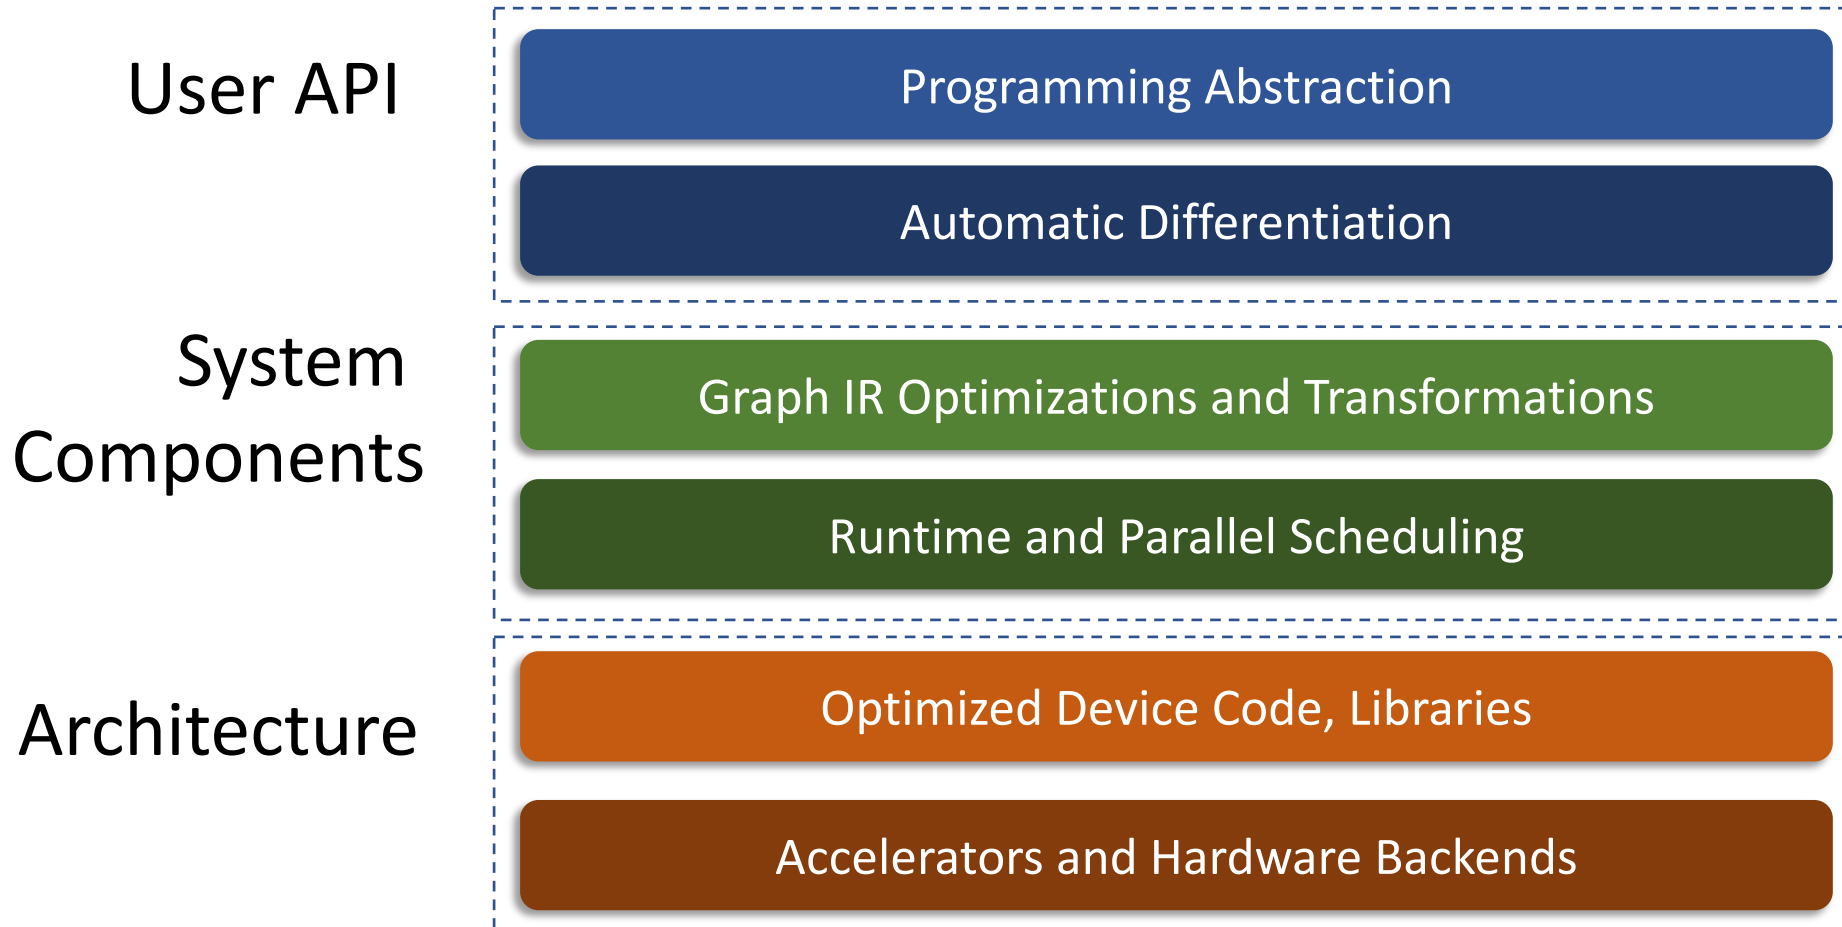 User API
Programming Abstraction
Automatic Differentiation
System
Components
Graph IR Optimizations and Transformations
Runtime and Parallel Scheduling
Architecture
Optimized Device Code, Libraries
Accelerators and Hardware Backends